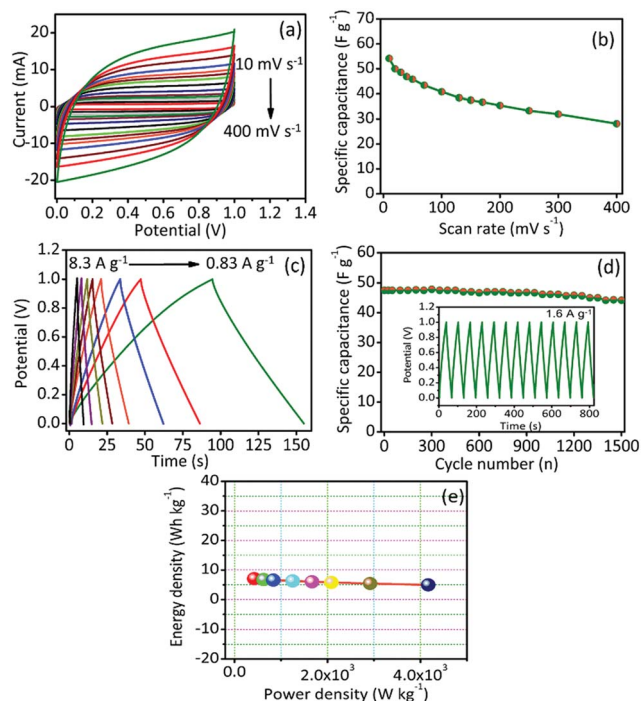 (a)
Current (mA)
20
10
0
-10
-20
10 mV s-1
400 mV s-1
0.0 0.2 0.4 0.6 0.8 1.0 1.2 1.4
Potential (V)
(b)
Specific capacitance (F g-1)
60
50
40
30
20
10
0
0 100 200 300 400
Scan rate (mV s-1)
(c)
8.3 A g-1 0.83 A g-1
Potential (V)
1.2
1.0
0.8
0.6
0.4
0.2
0.0
0 25 50 75 100 125 150
Time (s)
(d)
Specific capacitance (F g-1)
60
50
40
30
20
10
0
1.6 A g-1
Potential (V)
1.2
1.0
0.8
0.6
0.4
0.2
0.0
0 200 400 600 800
Time (s)
0 300 600 900 1200 1500
Cycle number (n)
(e)
Energy density (Wh kg-1)
40
30
20
10
0
-10
-20
0.0 2.0x10³ 4.0x10³
Power density (W kg-1)